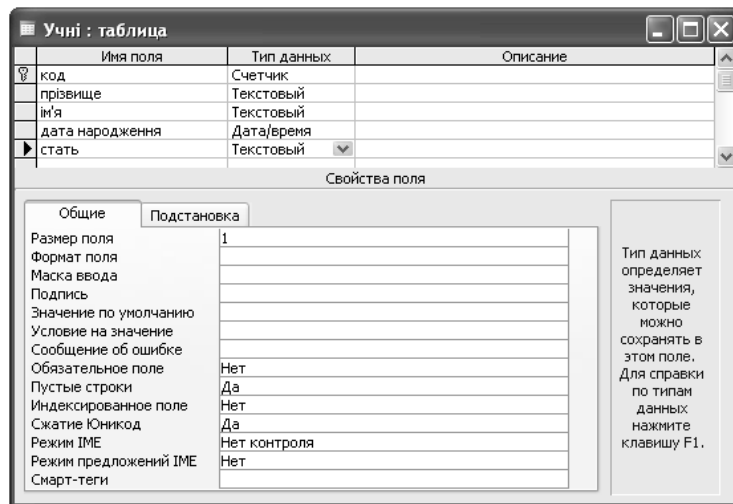 Учні : таблица
Имя поля Тип данных Описание
код Счетчик
прізвище Текстовый
ім'я Текстовый
дата народження Дата/время
стать Текстовый
Свойства поля
Общие Подстановка
Размер поля 1
Формат поля
Маска ввода
Подпись
Значение по умолчанию
Условие на значение
Сообщение об ошибке
Обязательное поле Нет
Пустые строки Да
Индексированное поле Нет
Сжатие Юникод Да
Режим IME Нет контроля
Режим предложений IME Нет
Смарт-теги
Тип данных
определяет
значения,
которые
можно
сохранять в
этом поле.
Для справки
по типам
данных
нажмите
клавишу F1.